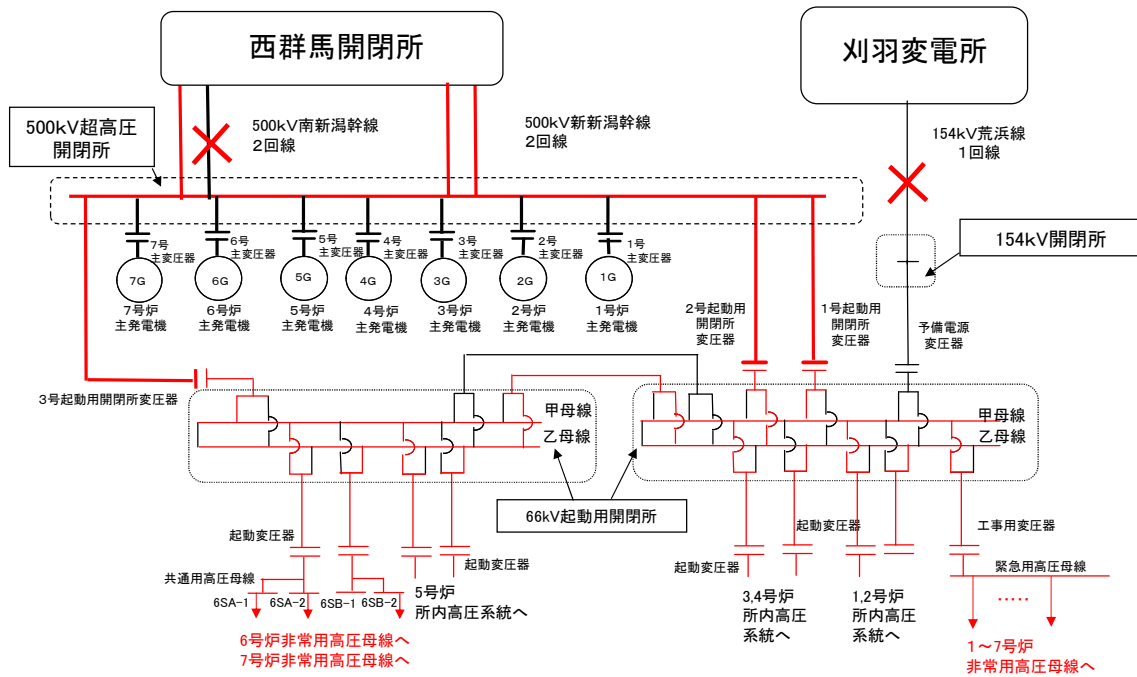 西群馬開閉所
刈羽変電所
500kV超高圧
開閉所
500kV南新潟幹線
2回線
500kV新新潟幹線
2回線
154kV荒浜線
1回線
154kV開閉所
7号
主変圧器
6号
主変圧器
5号
主変圧器
4号
主変圧器
3号
主変圧器
2号
主変圧器
1号
主変圧器
7G
6G
5G
4G
3G
2G
1G
7号炉
主発電機
6号炉
主発電機
5号炉
主発電機
4号炉
主発電機
3号炉
主発電機
2号炉
主発電機
1号炉
主発電機
2号起動用
開閉所
変圧器
1号起動用
開閉所
変圧器
予備電源
変圧器
3号起動用開閉所変圧器
甲母線
乙母線
甲母線
乙母線
66kV起動用開閉所
起動変圧器
共通用高圧母線
6SA-1
6SA-2
6SB-1
6SB-2
起動変圧器
5号炉
所内高圧系統へ
6号炉非常用高圧母線へ
7号炉非常用高圧母線へ
起動変圧器
起動変圧器
3,4号炉
所内高圧
系統へ
1,2号炉
所内高圧
系統へ
工事用変圧器
緊急用高圧母線
.....
1～7号炉
非常用高圧母線へ